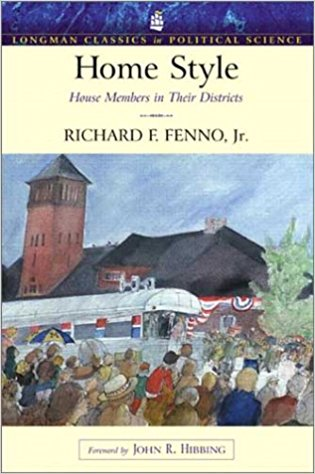 LONGMAN CLASSICS in POLITICAL SCIENCE
Home Style
House Members in Their Districts
RICHARD F. FENNO, Jr.
Foreword by JOHN R. HIBBING